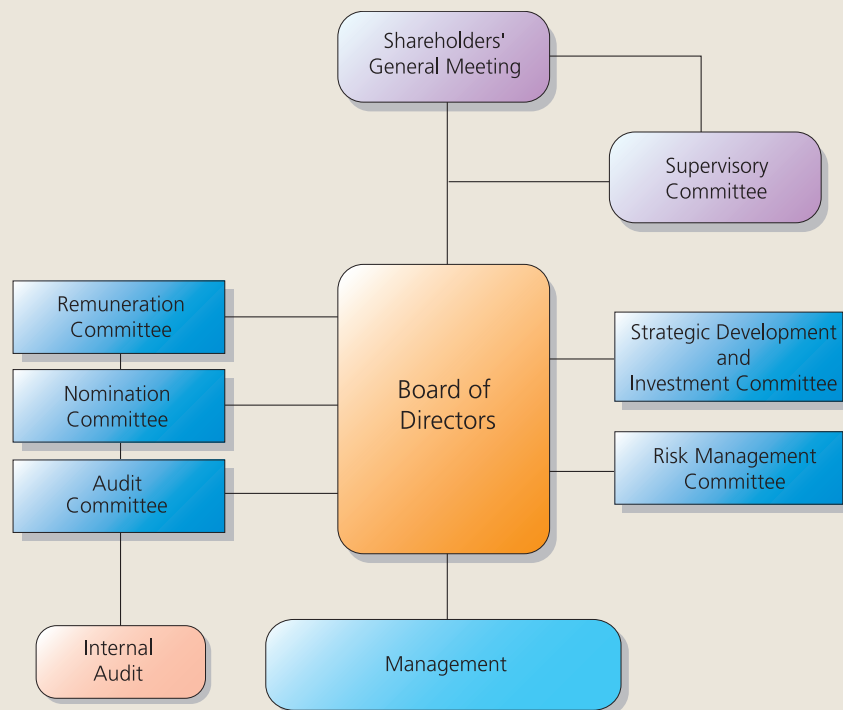 Shareholders'
General Meeting
Supervisory
Committee
Remuneration
Committee
Nomination
Committee
Audit
Committee
Board of
Directors
Strategic Development
and
Investment Committee
Risk Management
Committee
Internal
Audit
Management